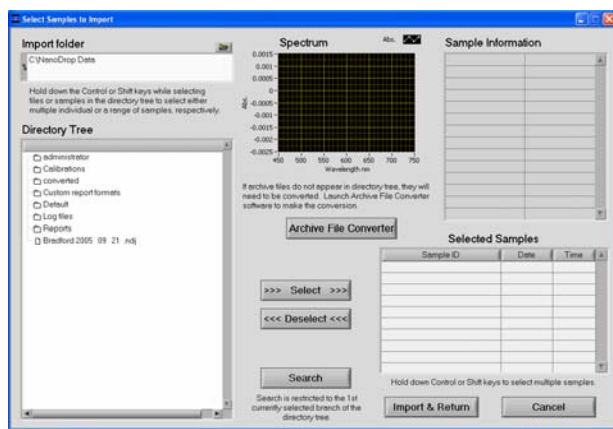 Select Samples to Import
Import folder
C:\NanoDrop Data
Hold down the Control or Shift keys while selecting
files or samples in the directory tree to select either
multiple individual or a range of samples, respectively.
Directory Tree
administrator
Calibrations
converted
Custom report formats
Default
Log files
Reports
Bradford 2005 09 21 .ndj
Spectrum
Abs.
0.0015
0.001
0.0005
0
-0.0005
-0.001
-0.0015
-0.002
-0.0025
Abs.
450 500 550 600 650 700 750
Wavelength nm
If archive files do not appear in directory tree, they will
need to be converted. Launch Archive File Converter
software to make the conversion.
Archive File Converter
>>> Select >>>
<<< Deselect <<<
Search
Search is restricted to the 1st
currently selected branch of the
directory tree.
Sample Information
Selected Samples
Sample ID Date Time
Hold down Control or Shift keys to select multiple samples.
Import & Return
Cancel